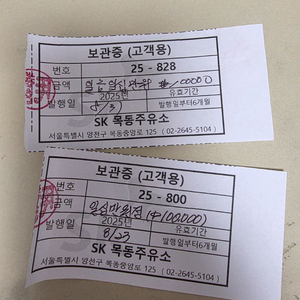 보관증 (고객용)
번호 25 - 828
금액 일금 일십만원 ₩100000
발행일 2025년 유효기간
발행일부터6개월
SK 목동주유소
서울특별시 양천구 목동중앙로 125 ( 02-2645-5104 )
보관증 (고객용)
번호 25 - 800
금액 일십만원정 (₩100,000)
발행일 2025년 8/23 유효기간
발행일부터6개월
SK 목동주유소
서울특별시 양천구 목동중앙로 125 ( 02-2645-5104 )